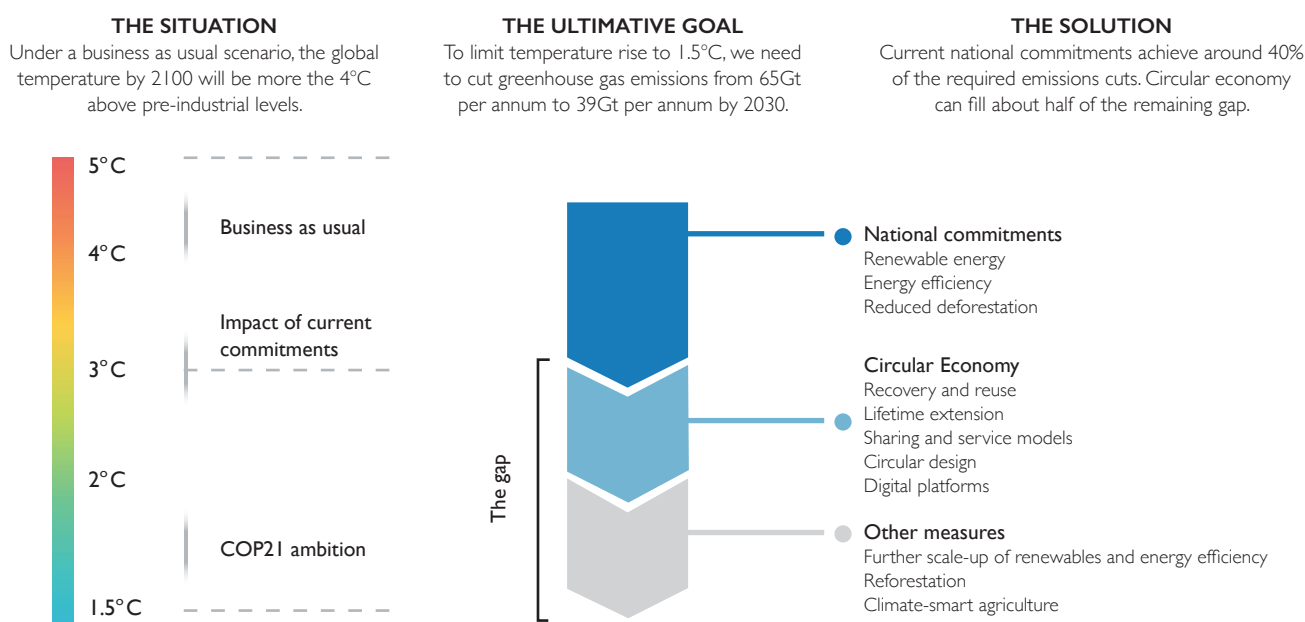 THE SITUATION
Under a business as usual scenario, the global
temperature by 2100 will be more the 4°C
above pre-industrial levels.
THE ULTIMATIVE GOAL
To limit temperature rise to 1.5°C, we need
to cut greenhouse gas emissions from 65Gt
per annum to 39Gt per annum by 2030.
THE SOLUTION
Current national commitments achieve around 40%
of the required emissions cuts. Circular economy
can fill about half of the remaining gap.
5°C
4°C
3°C
2°C
1.5°C
Business as usual
Impact of current
commitments
COP21 ambition
The gap
National commitments
Renewable energy
Energy efficiency
Reduced deforestation
Circular Economy
Recovery and reuse
Lifetime extension
Sharing and service models
Circular design
Digital platforms
Other measures
Further scale-up of renewables and energy efficiency
Reforestation
Climate-smart agriculture